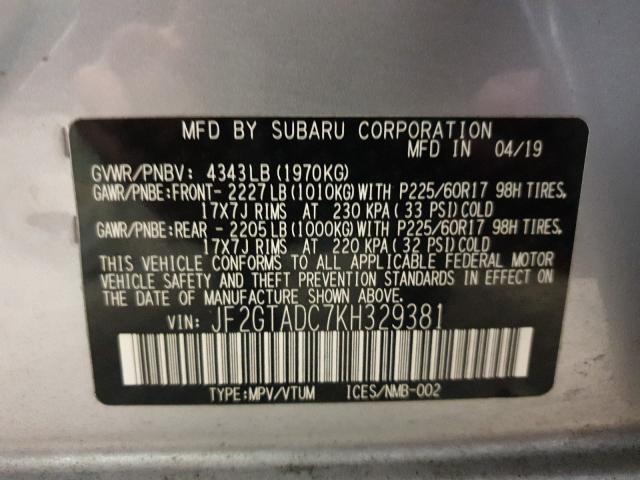 MFD BY SUBARU CORPORATION
MFD IN 04/19
GVWR/PNBV: 4343LB (1970KG)
GAWR/PNBE:FRONT- 2227LB (1010KG) WITH P225/60R17 98H TIRES,
17X7J RIMS AT 230 KPA (33 PSI) COLD
GAWR/PNBE:REAR - 2205LB (1000KG) WITH P225/60R17 98H TIRES,
17X7J RIMS AT 220 KPA (32 PSI) COLD
THIS VEHICLE CONFORMS TO ALL APPLICABLE FEDERAL MOTOR
VEHICLE SAFETY AND THEFT PREVENTION STANDARDS IN EFFECT ON
THE DATE OF MANUFACTURE SHOWN ABOVE.
VIN: JF2GTADC7KH329381
TYPE:MPV/VTUM ICES/NMB-002